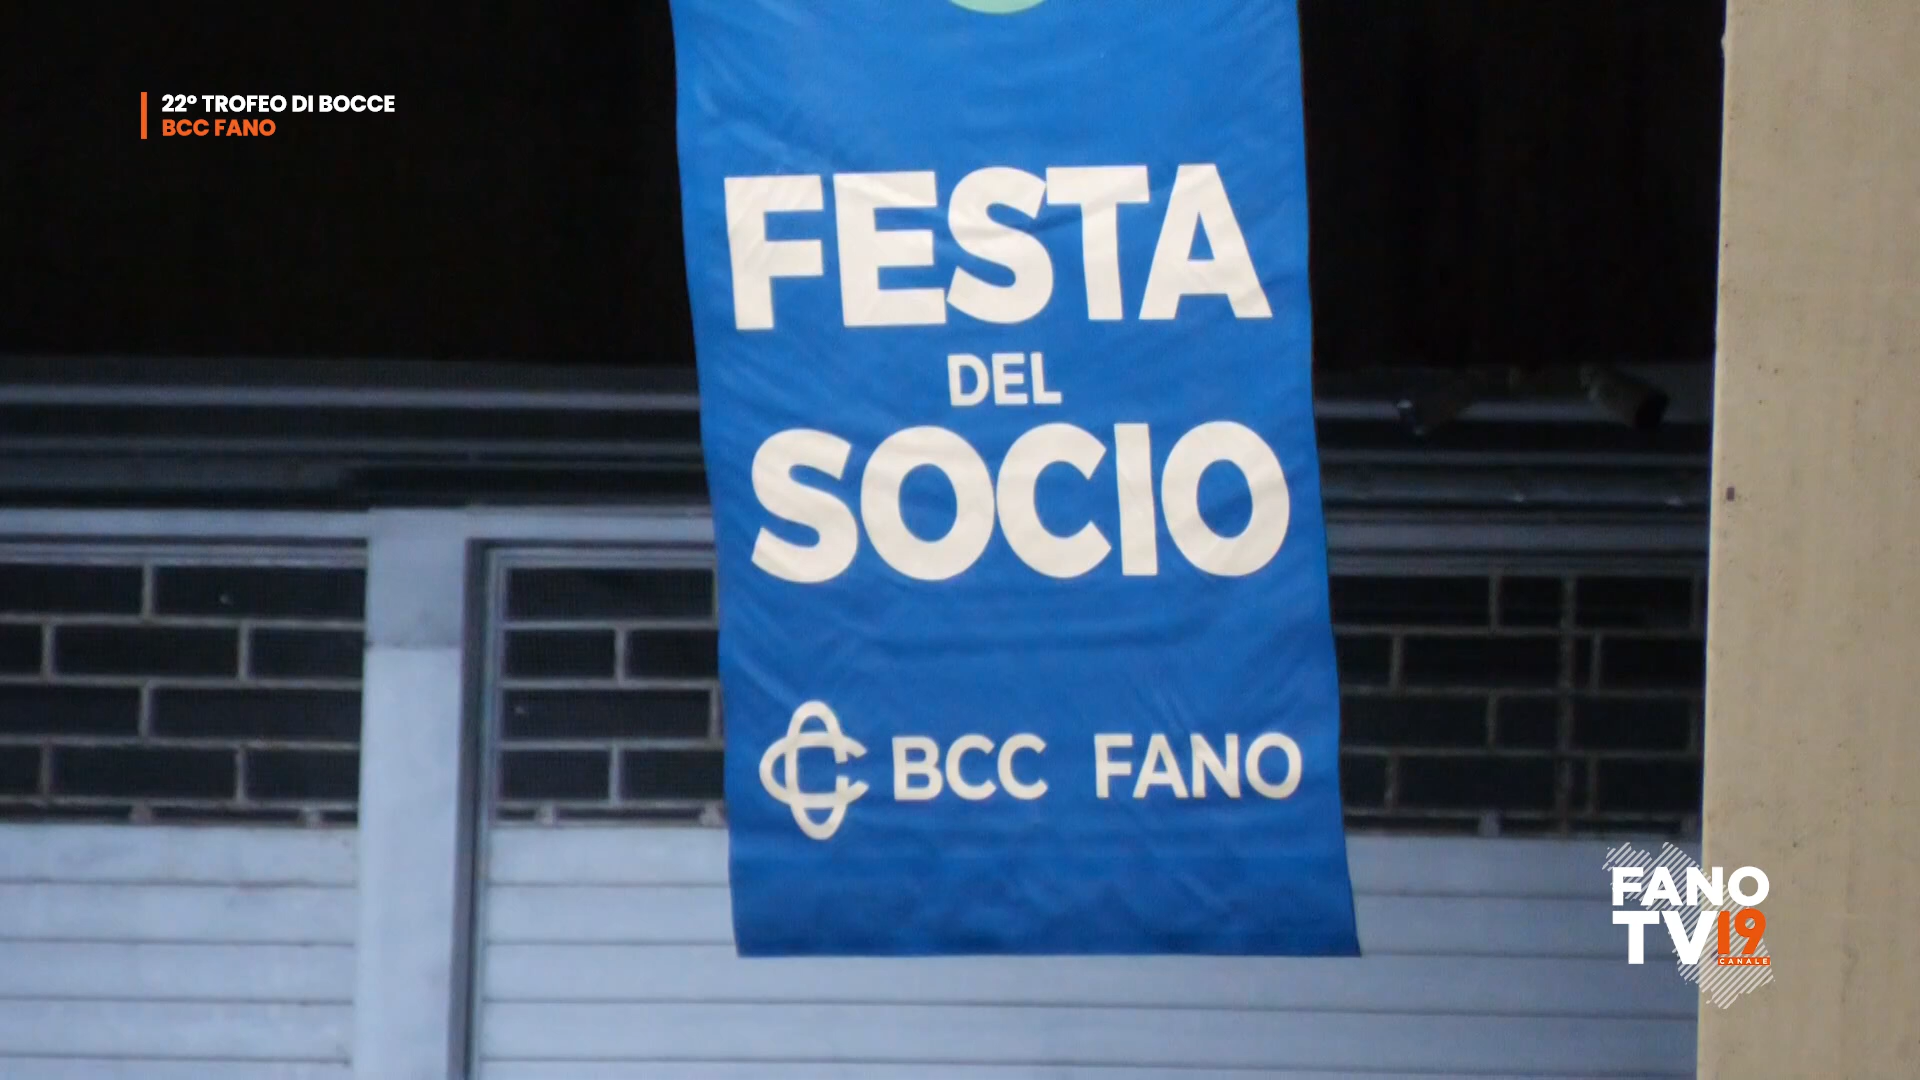 22° TROFEO DI BOCCE
BCC FANO
FESTA
DEL
SOCIO
BCC FANO
FANO
TV19
CANALE